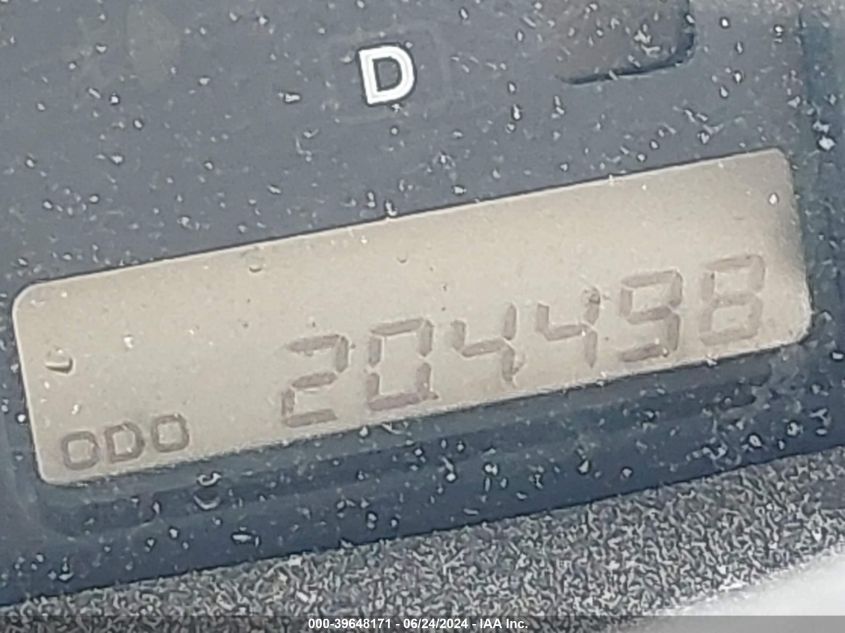 D
ODO 204498
000-39648171 - 06/24/2024 - IAA Inc.